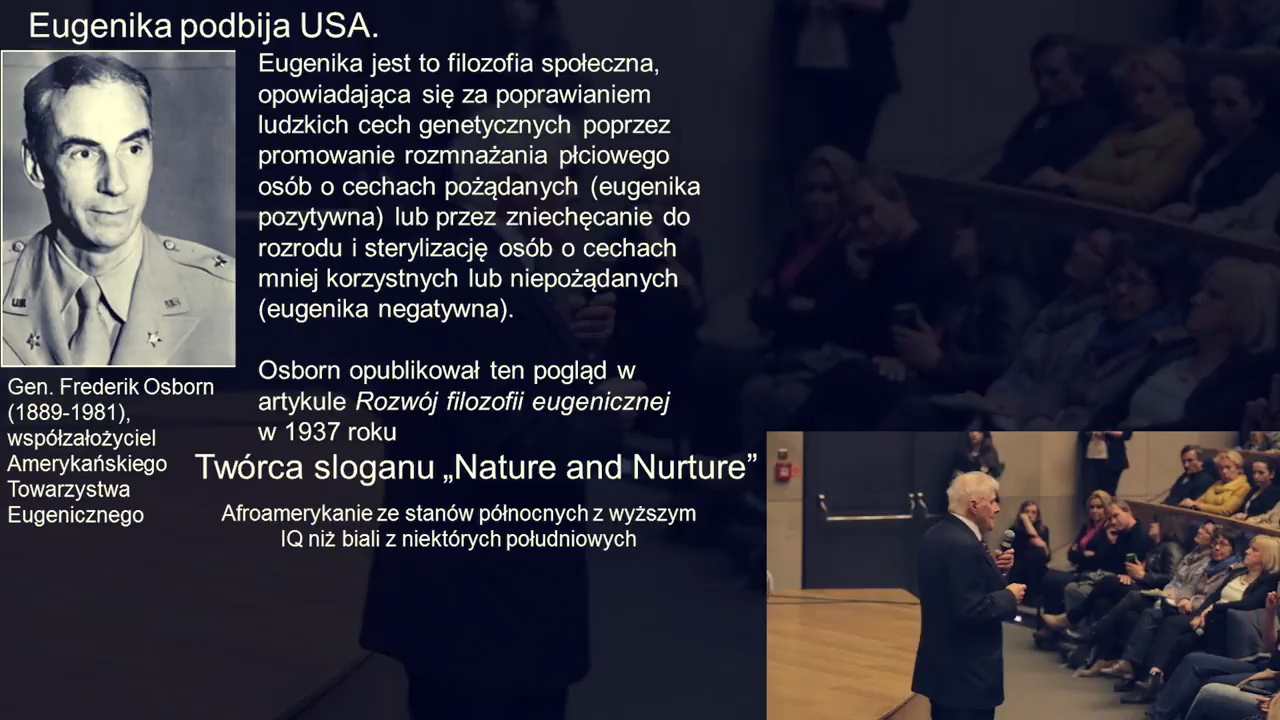 Eugenika podbija USA.
Eugenika jest to filozofia społeczna,
opowiadająca się za poprawianiem
ludzkich cech genetycznych poprzez
promowanie rozmnażania płciowego
osób o cechach pożądanych (eugenika
pozytywna) lub przez zniechęcanie do
rozrodu i sterylizację osób o cechach
mniej korzystnych lub niepożądanych
(eugenika negatywna).
Osborn opublikował ten pogląd w
artykule Rozwój filozofii eugenicznej
w 1937 roku
Gen. Frederik Osborn
(1889-1981),
współzałożyciel
Amerykańskiego
Towarzystwa
Eugenicznego
Twórca sloganu „Nature and Nurture”
Afroamerykanie ze stanów północnych z wyższym
IQ niż biali z niektórych południowych